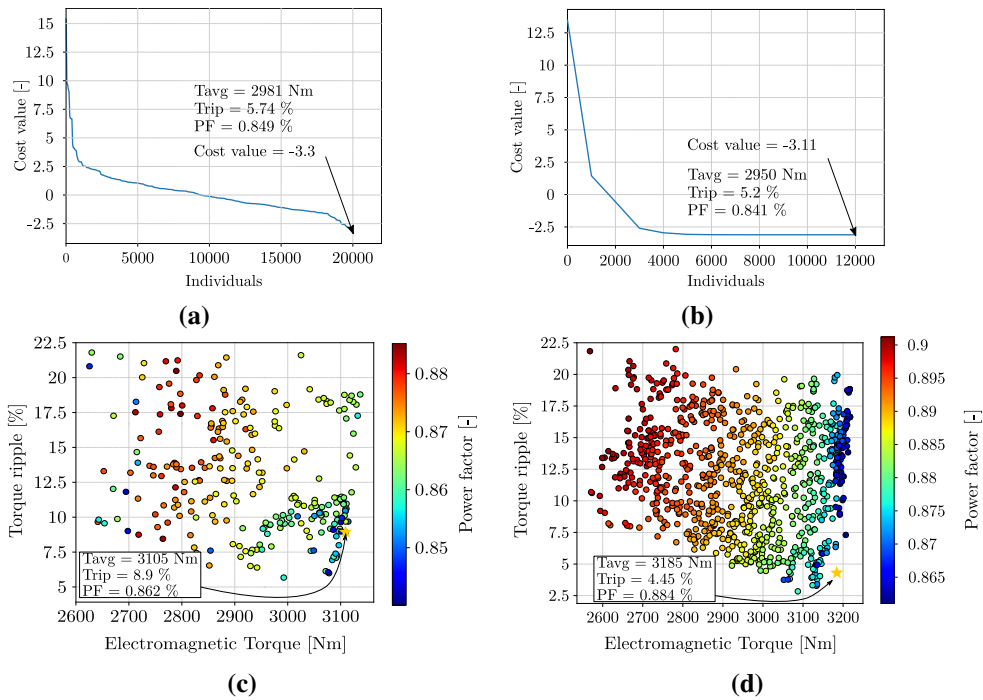 15
12.5
10
7.5
5
2.5
0
-2.5
Cost value [-]
Tavg = 2981 Nm
Trip = 5.74 %
PF = 0.849 %
Cost value = -3.3
0
5000
10000
15000
20000
Individuals
(a)
12.5
10
7.5
5
2.5
0
-2.5
Cost value [-]
Cost value = -3.11
Tavg = 2950 Nm
Trip = 5.2 %
PF = 0.841 %
0
2000
4000
6000
8000
10000
12000
Individuals
(b)
22.5
20
17.5
15
12.5
10
7.5
5
Torque ripple [%]
Tavg = 3105 Nm
Trip = 8.9 %
PF = 0.862 %
2600
2700
2800
2900
3000
3100
Electromagnetic Torque [Nm]
0.88
0.87
0.86
0.85
Power factor [-]
(c)
22.5
20
17.5
15
12.5
10
7.5
5
2.5
Torque ripple [%]
Tavg = 3185 Nm
Trip = 4.45 %
PF = 0.884 %
2600
2700
2800
2900
3000
3100
3200
Electromagnetic Torque [Nm]
0.9
0.895
0.89
0.885
0.88
0.875
0.87
0.865
Power factor [-]
(d)